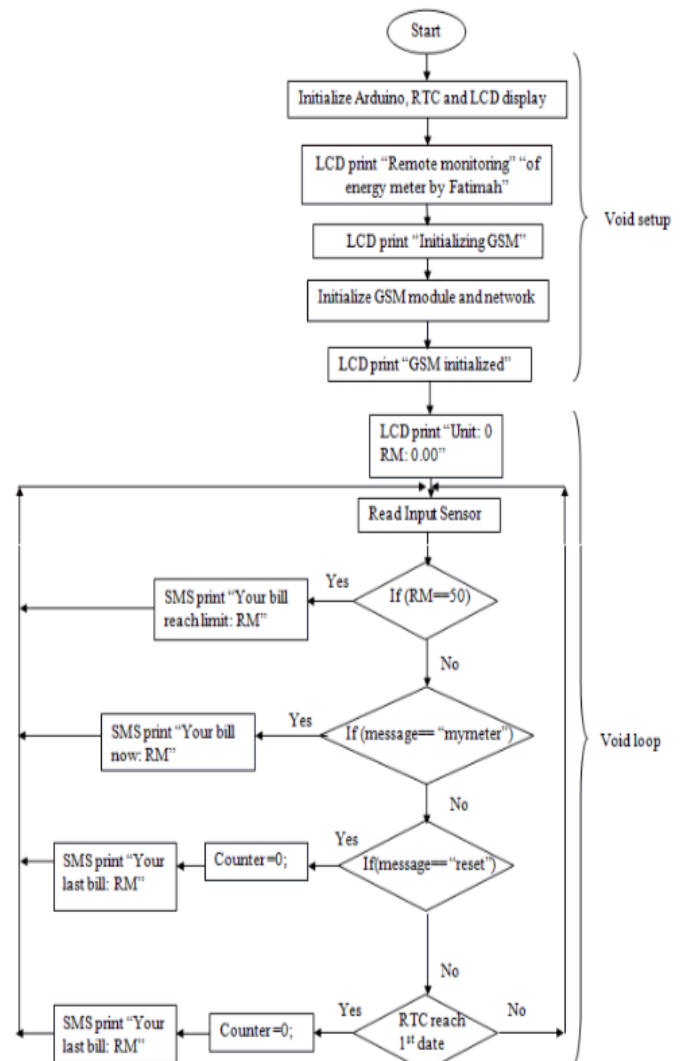 Start
Initialize Arduino, RTC and LCD display
LCD print “Remote monitoring” “of
energy meter by Fatimah”
Void setup
LCD print “Initializing GSM”
Initialize GSM module and network
LCD print “GSM initialized”
LCD print “Unit: 0
RM: 0.00”
Read Input Sensor
If (RM==50)
Yes
SMS print “Your bill
reach limit: RM”
No
If (message== “mymeter”)
Yes
SMS print “Your bill
now: RM”
Void loop
No
If(message== “reset”)
Yes
Counter=0;
SMS print “Your
last bill: RM”
No
RTC reach
1st date
Yes
No
Counter=0;
SMS print “Your
last bill: RM”